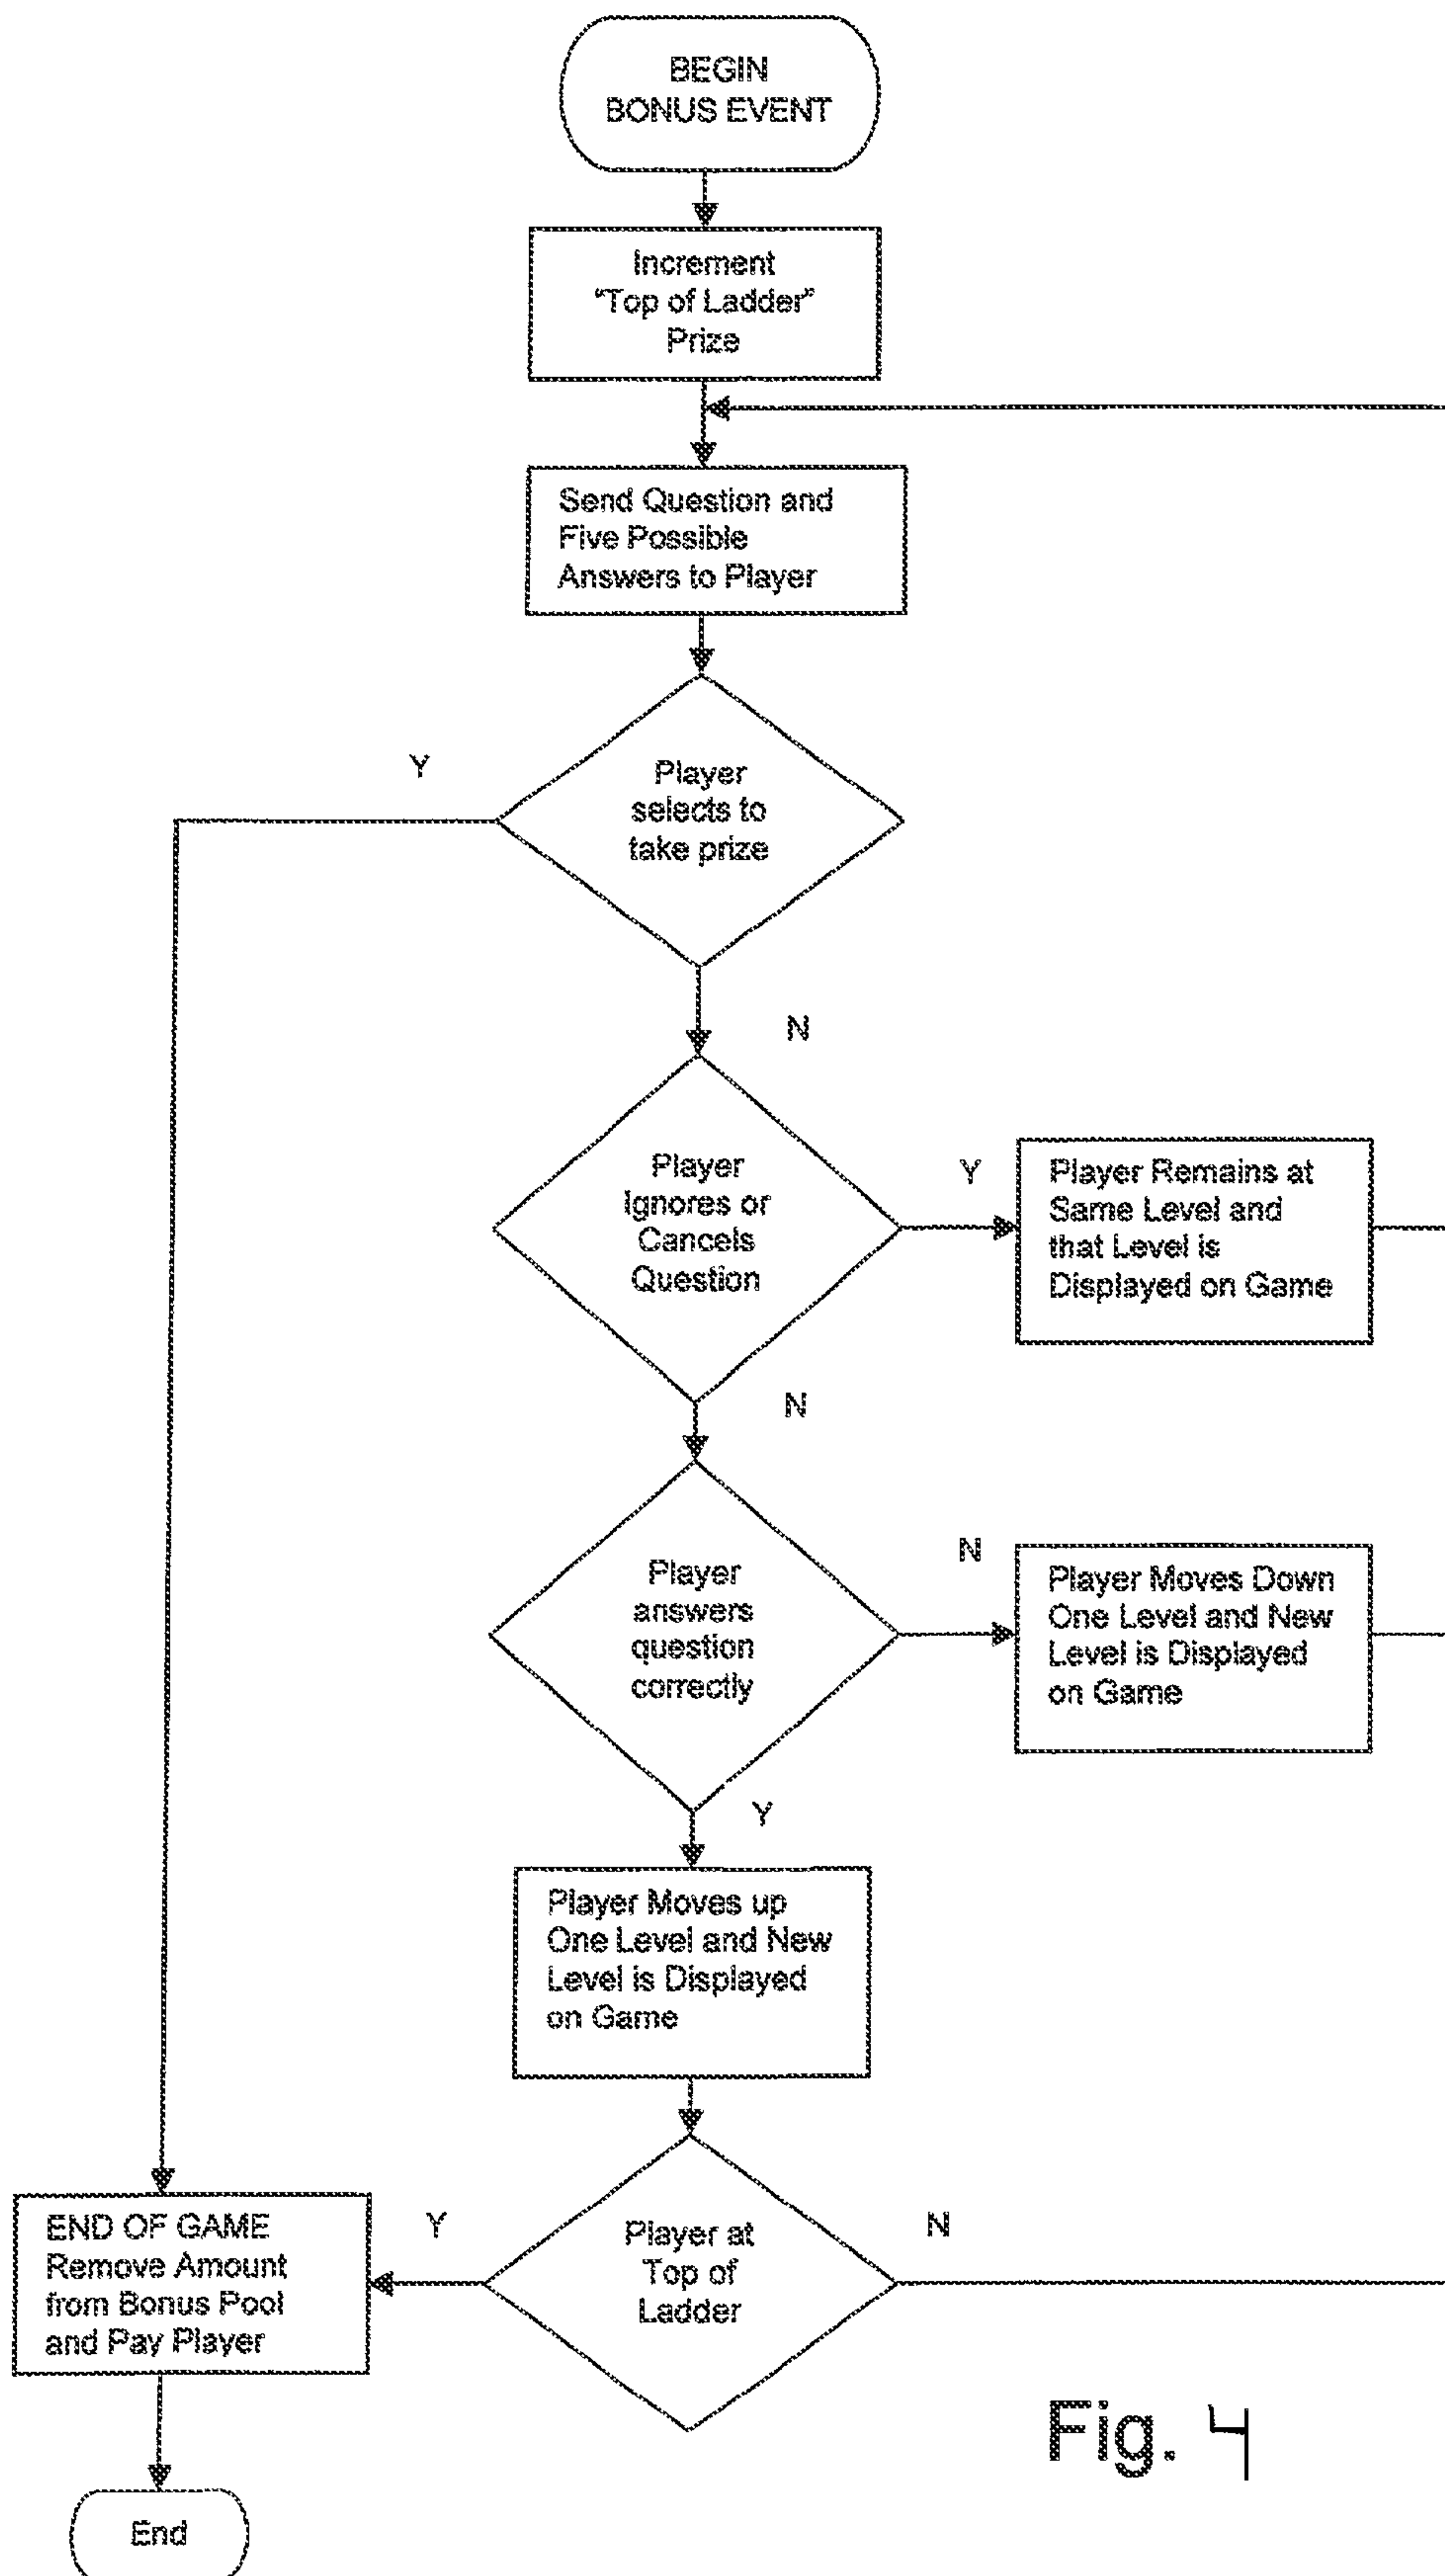 BEGIN
BONUS EVENT
Increment
"Top of Ladder"
Prize
Send Question and
Five Possible
Answers to Player
Player
selects to
take prize
Y
N
Player
Ignores or
Cancels
Question
Y
Player Remains at
Same Level and
that Level is
Displayed on Game
N
Player
answers
question
correctly
N
Player Moves Down
One Level and New
Level is Displayed
on Game
Y
Player Moves up
One Level and New
Level is Displayed
on Game
Player at
Top of
Ladder
Y
N
END OF GAME
Remove Amount
from Bonus Pool
and Pay Player
End
Fig. 4